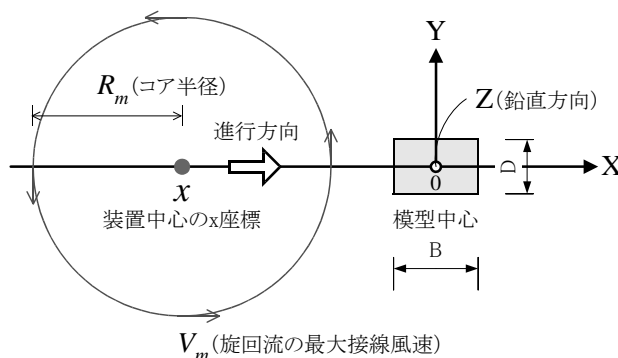 Y
R_m(コア半径)
Z(鉛直方向)
進行方向
X
x
0
D
装置中心のx座標
模型中心
B
V_m(旋回流の最大接線風速)